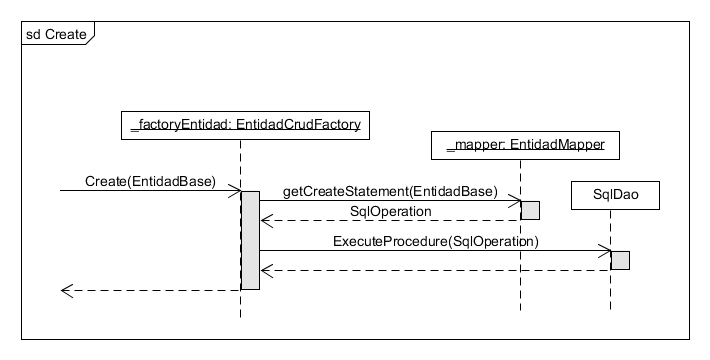 sd Create
_factoryEntidad: EntidadCrudFactory
_mapper: EntidadMapper
SqlDao
Create(EntidadBase)
getCreateStatement(EntidadBase)
SqlOperation
ExecuteProcedure(SqlOperation)